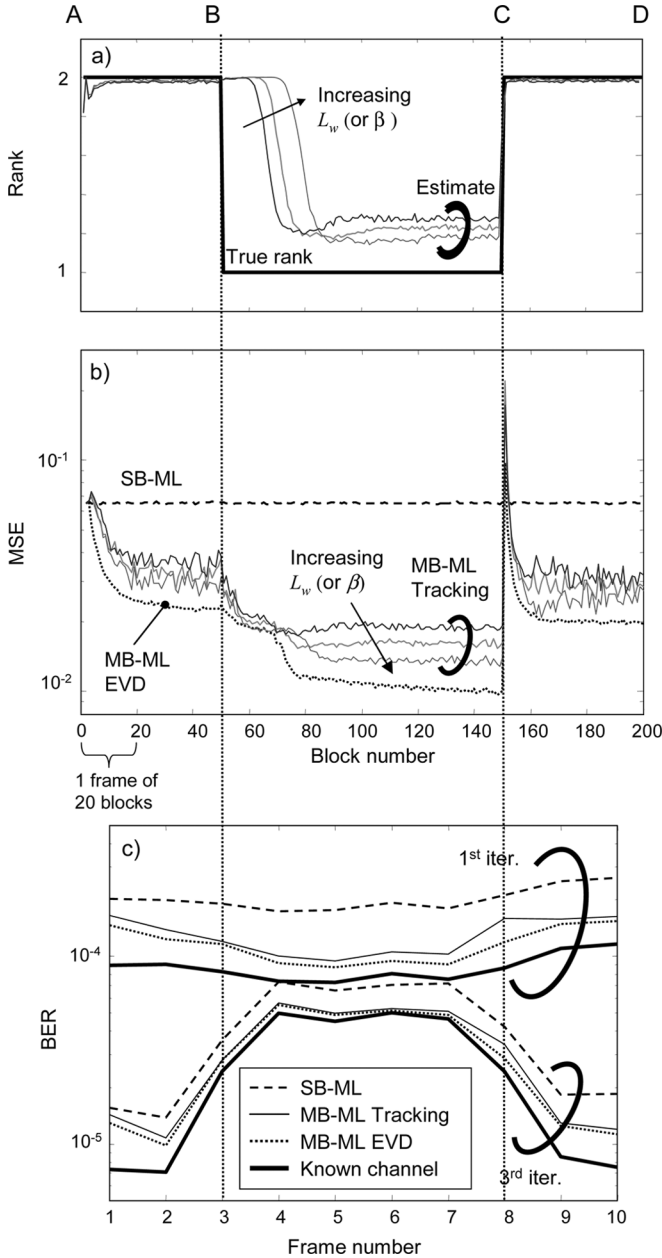 A B C D
a)
2
Increasing
L_w (or β )
Estimate
Rank
True rank
1
b)
10^-1
SB-ML
MSE
Increasing
L_w (or β)
MB-ML
Tracking
MB-ML
EVD
10^-2
0 20 40 60 80 100 120 140 160 180 200
Block number
1 frame of
20 blocks
c)
1st iter.
10^-4
BER
SB-ML
MB-ML Tracking
MB-ML EVD
Known channel
10^-5
3rd iter.
1 2 3 4 5 6 7 8 9 10
Frame number